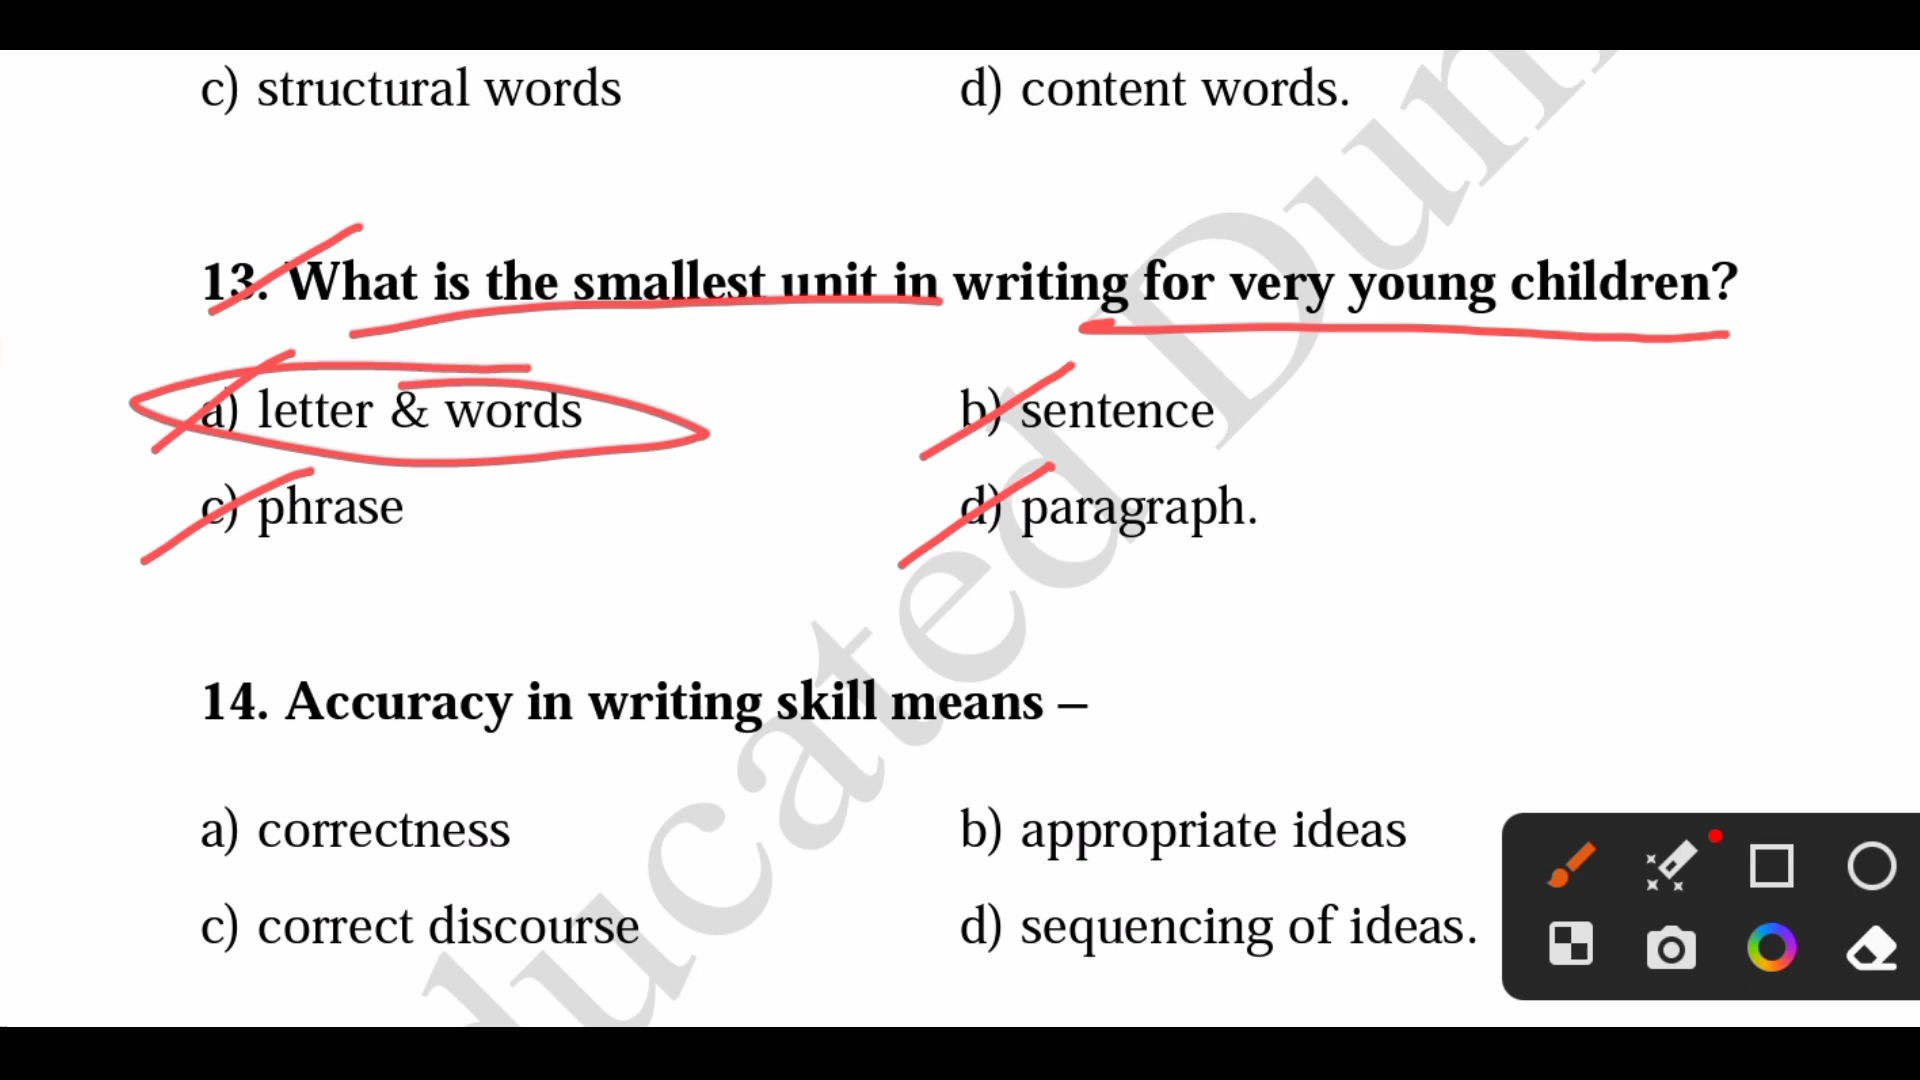 c) structural words d) content words.
13. What is the smallest unit in writing for very young children?
a) letter & words b) sentence
c) phrase d) paragraph.
14. Accuracy in writing skill means –
a) correctness b) appropriate ideas
c) correct discourse d) sequencing of ideas.